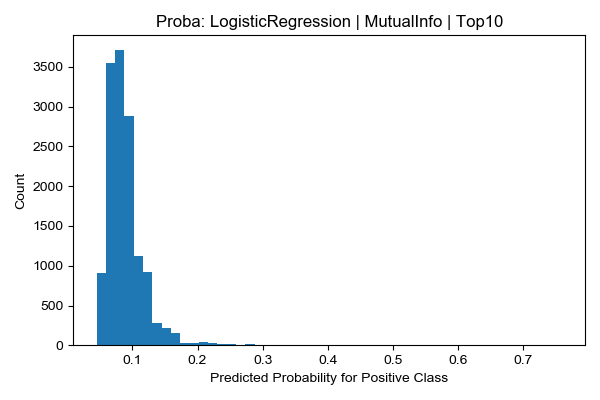 Proba: LogisticRegression | MutualInfo | Top10
3500
3000
2500
2000
1500
1000
500
0
Count
0.1 0.2 0.3 0.4 0.5 0.6 0.7
Predicted Probability for Positive Class